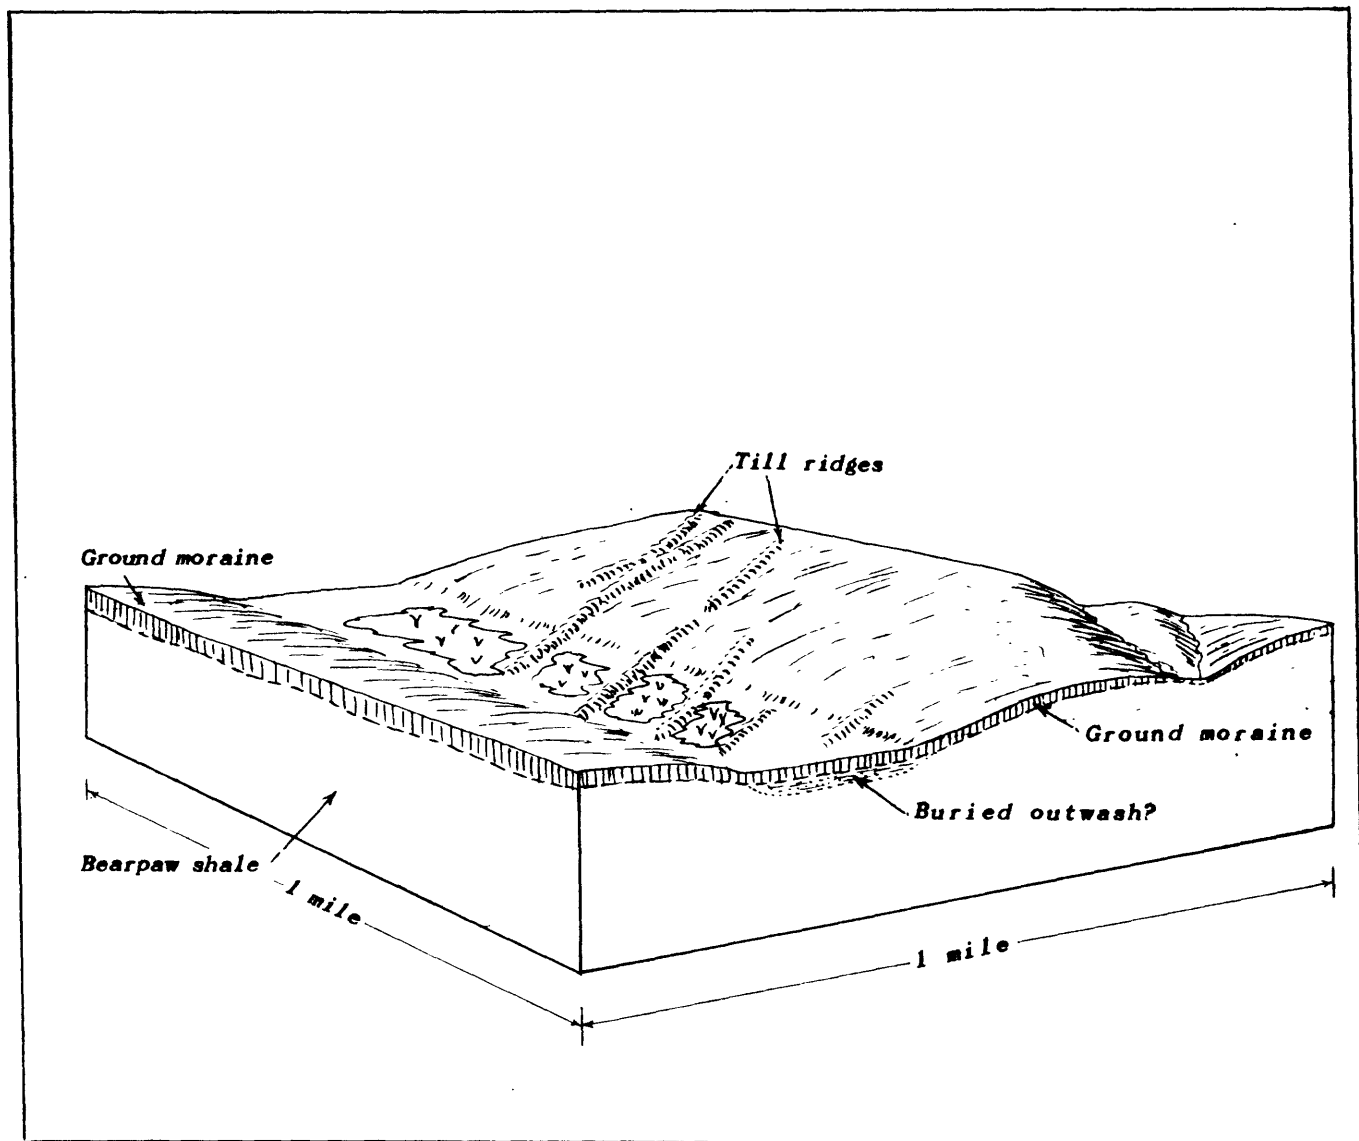 Till ridges
Ground moraine
Ground moraine
Buried outwash?
Bearpaw shale
1 mile
1 mile